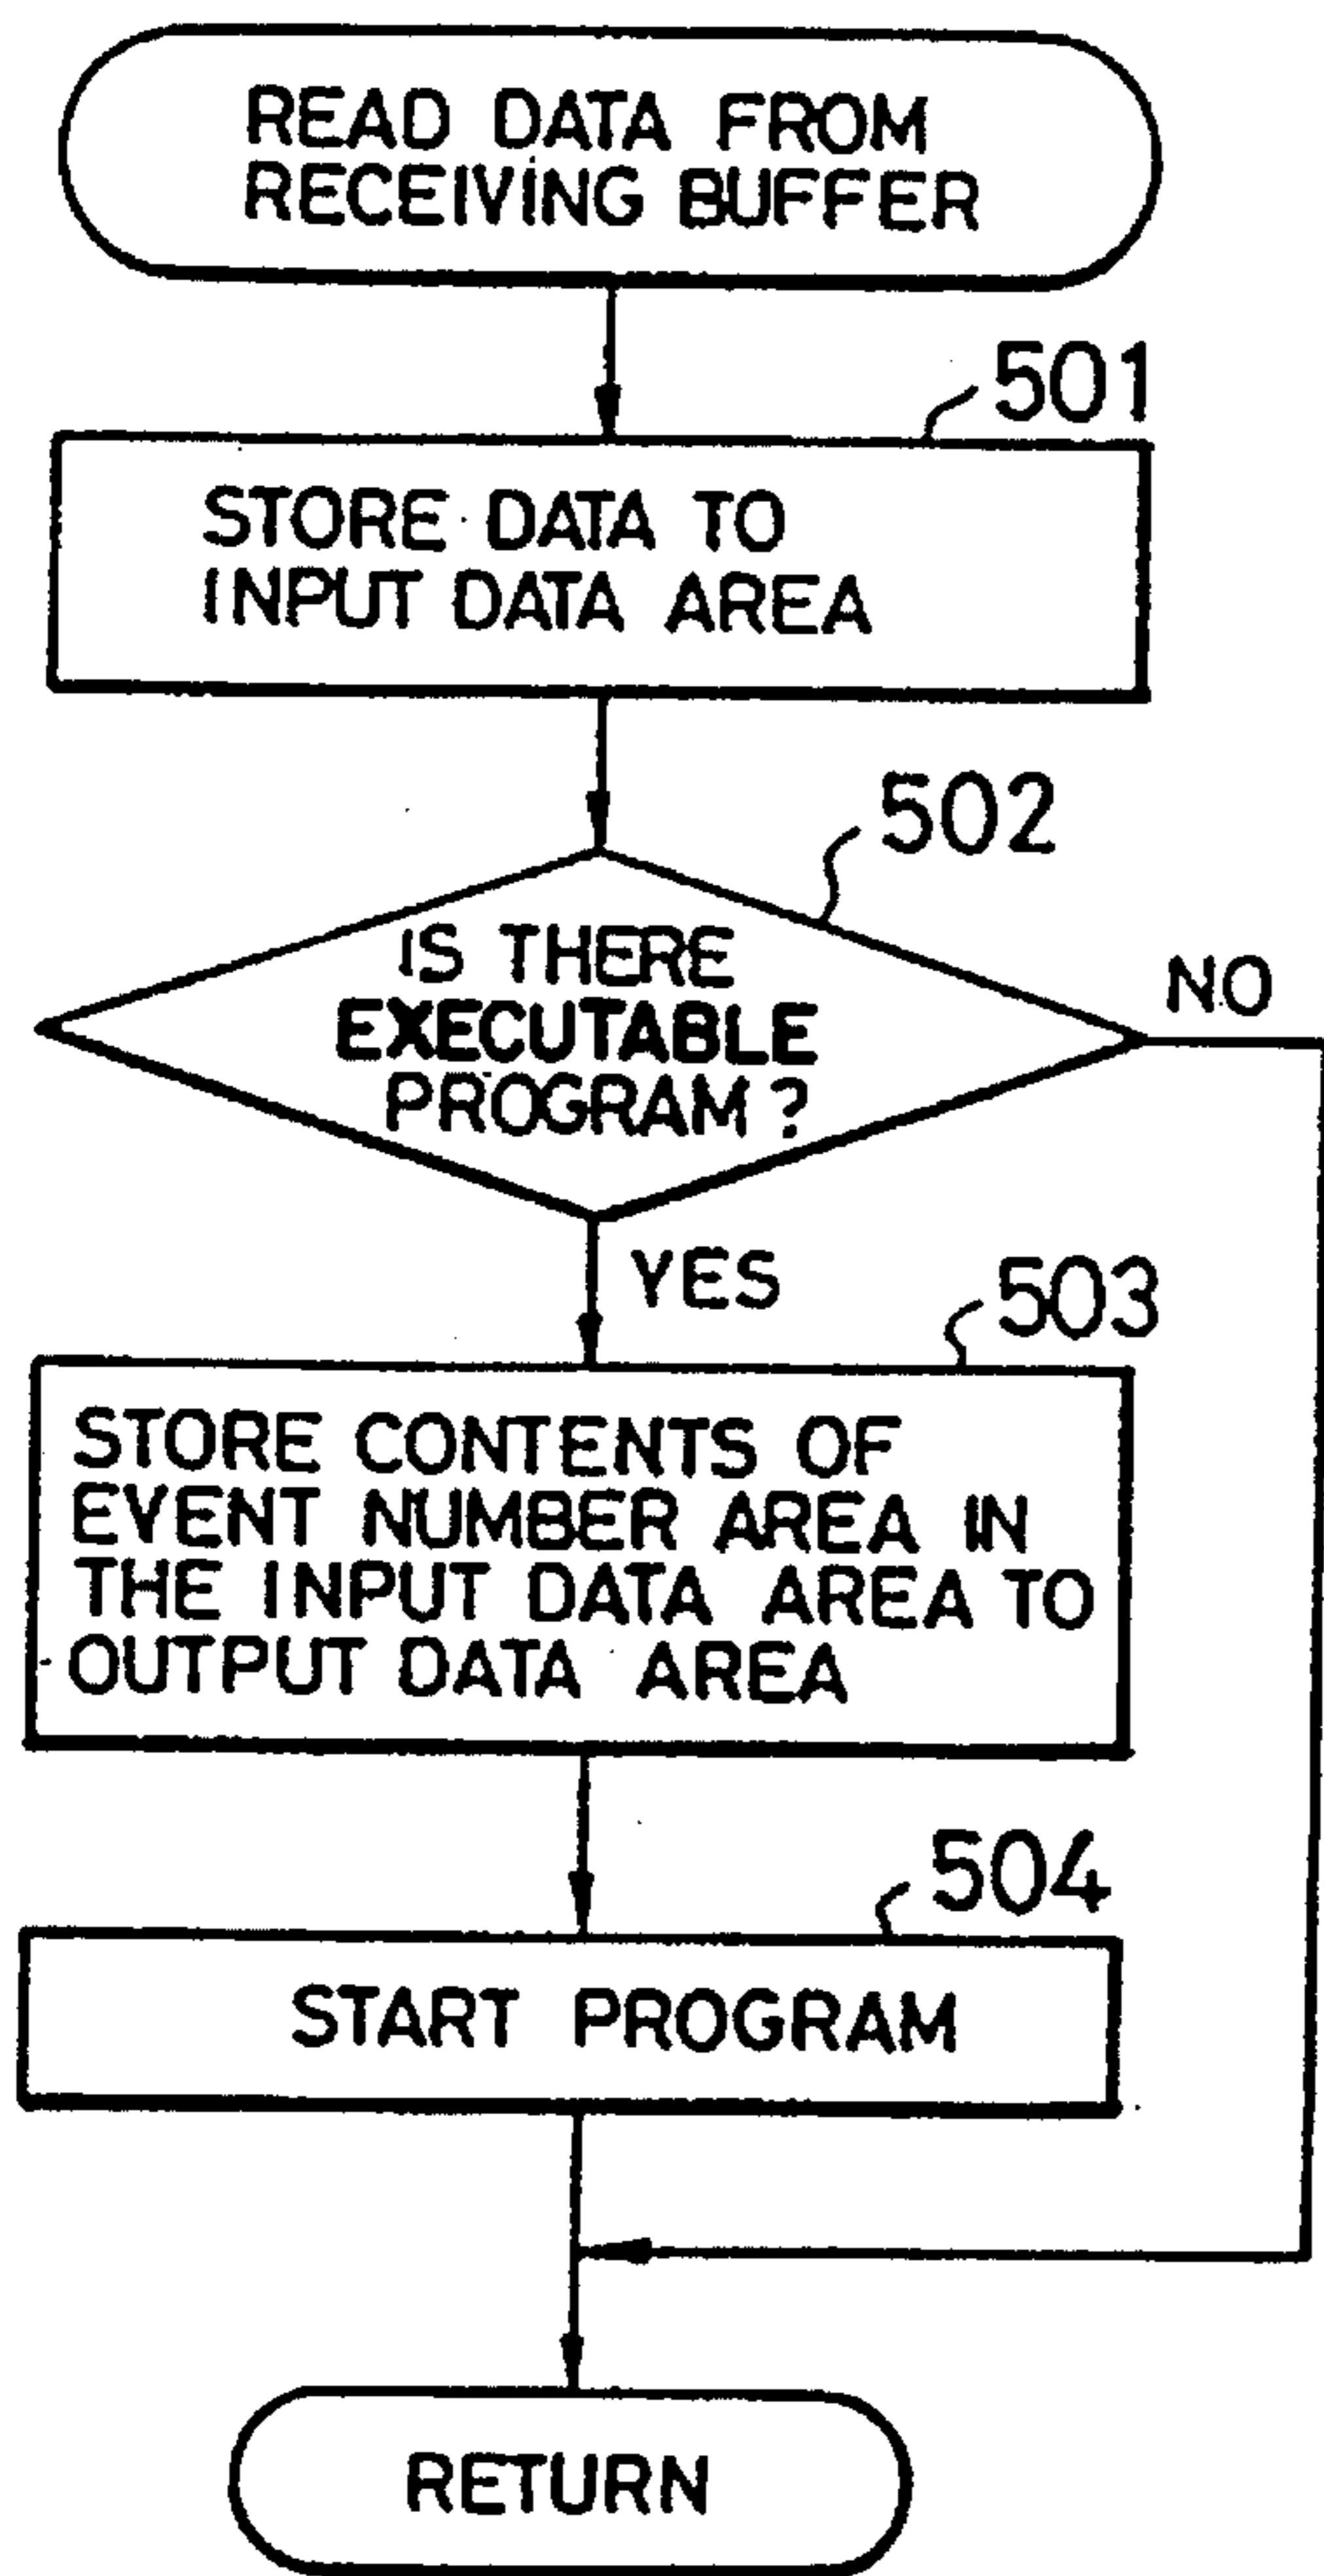 READ DATA FROM
RECEIVING BUFFER
501
STORE DATA TO
INPUT DATA AREA
502
IS THERE
EXECUTABLE
PROGRAM?
NO
YES
503
STORE CONTENTS OF
EVENT NUMBER AREA IN
THE INPUT DATA AREA TO
OUTPUT DATA AREA
504
START PROGRAM
RETURN